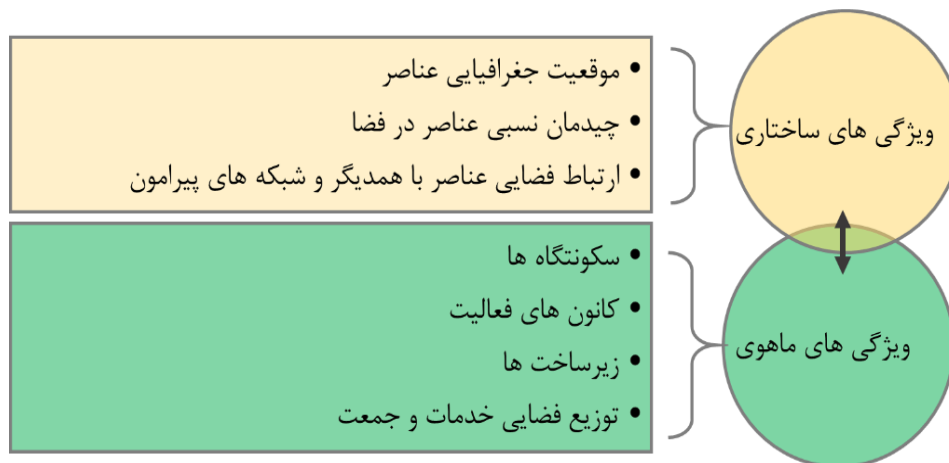 ویژگی های ساختاری
• موقعیت جغرافیایی عناصر
• چیدمان نسبی عناصر در فضا
• ارتباط فضایی عناصر با همدیگر و شبکه های پیرامون
ویژگی های ماهوی
• سکونتگاه ها
• کانون های فعالیت
• زیرساخت ها
• توزیع فضایی خدمات و جمعت